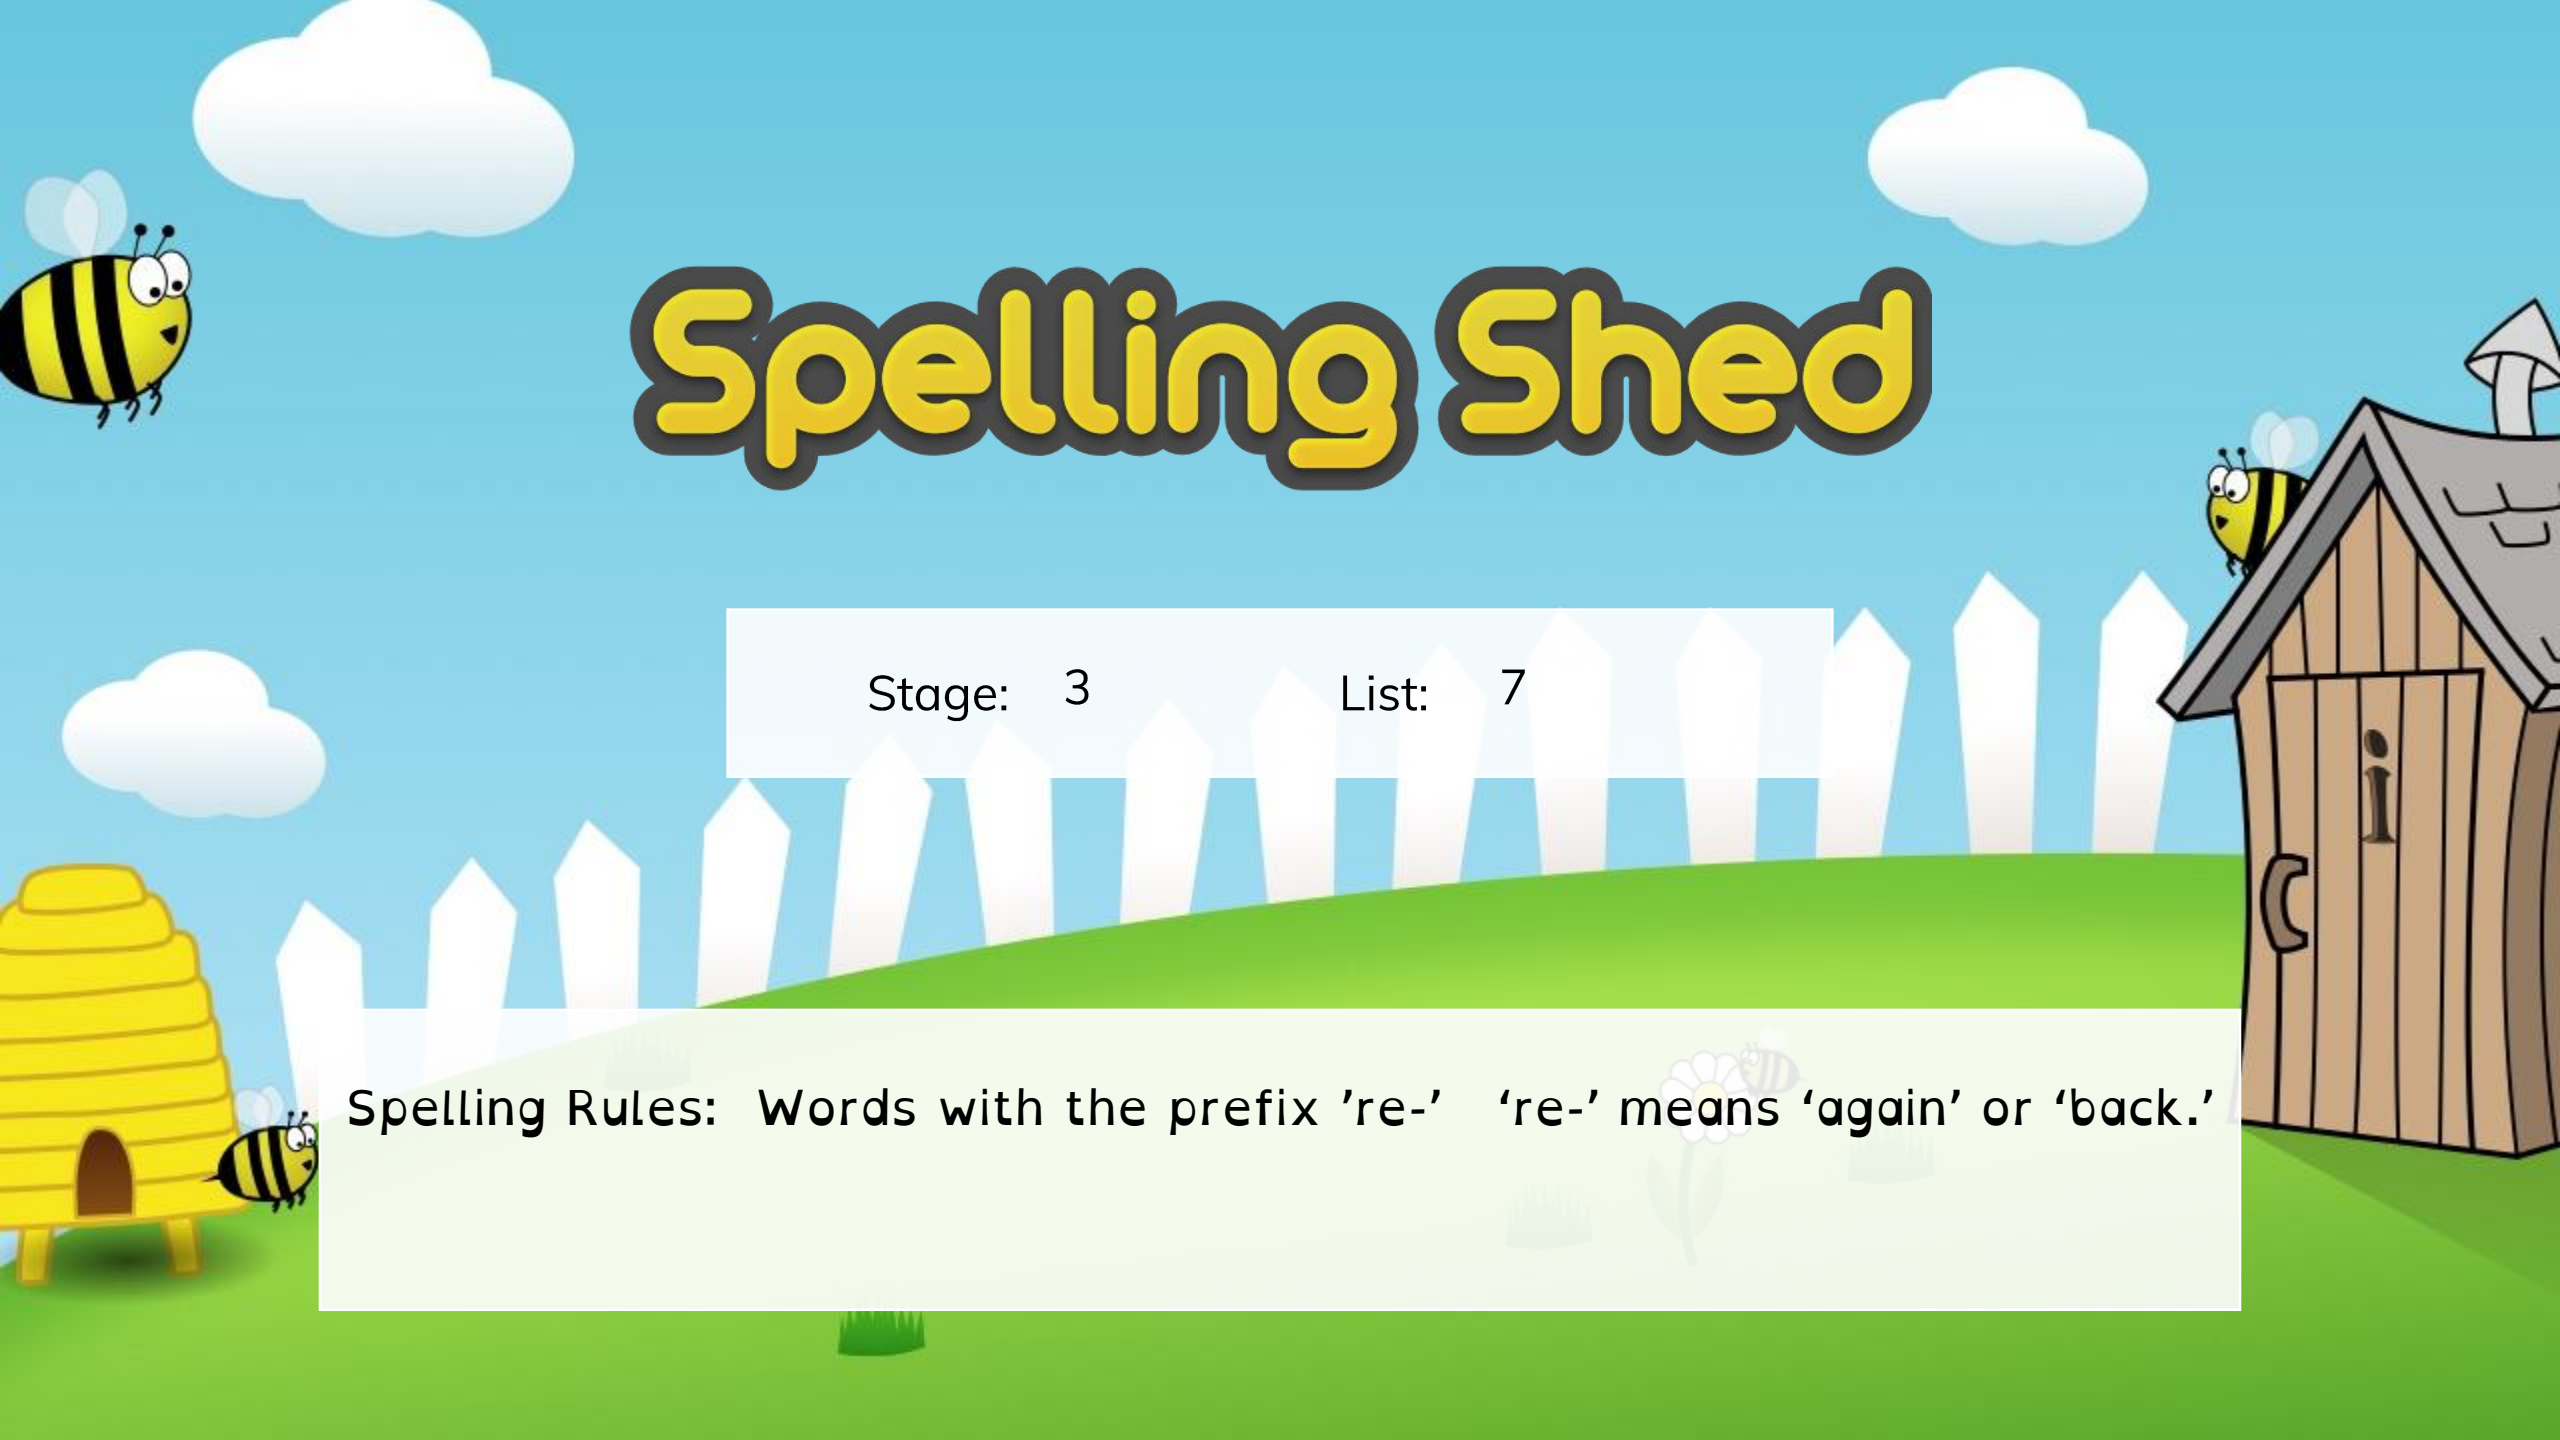 Spelling Shed
Stage: 3 List: 7
i
Spelling Rules: Words with the prefix ’re-’ ‘re-’ means ‘again’ or ‘back.’